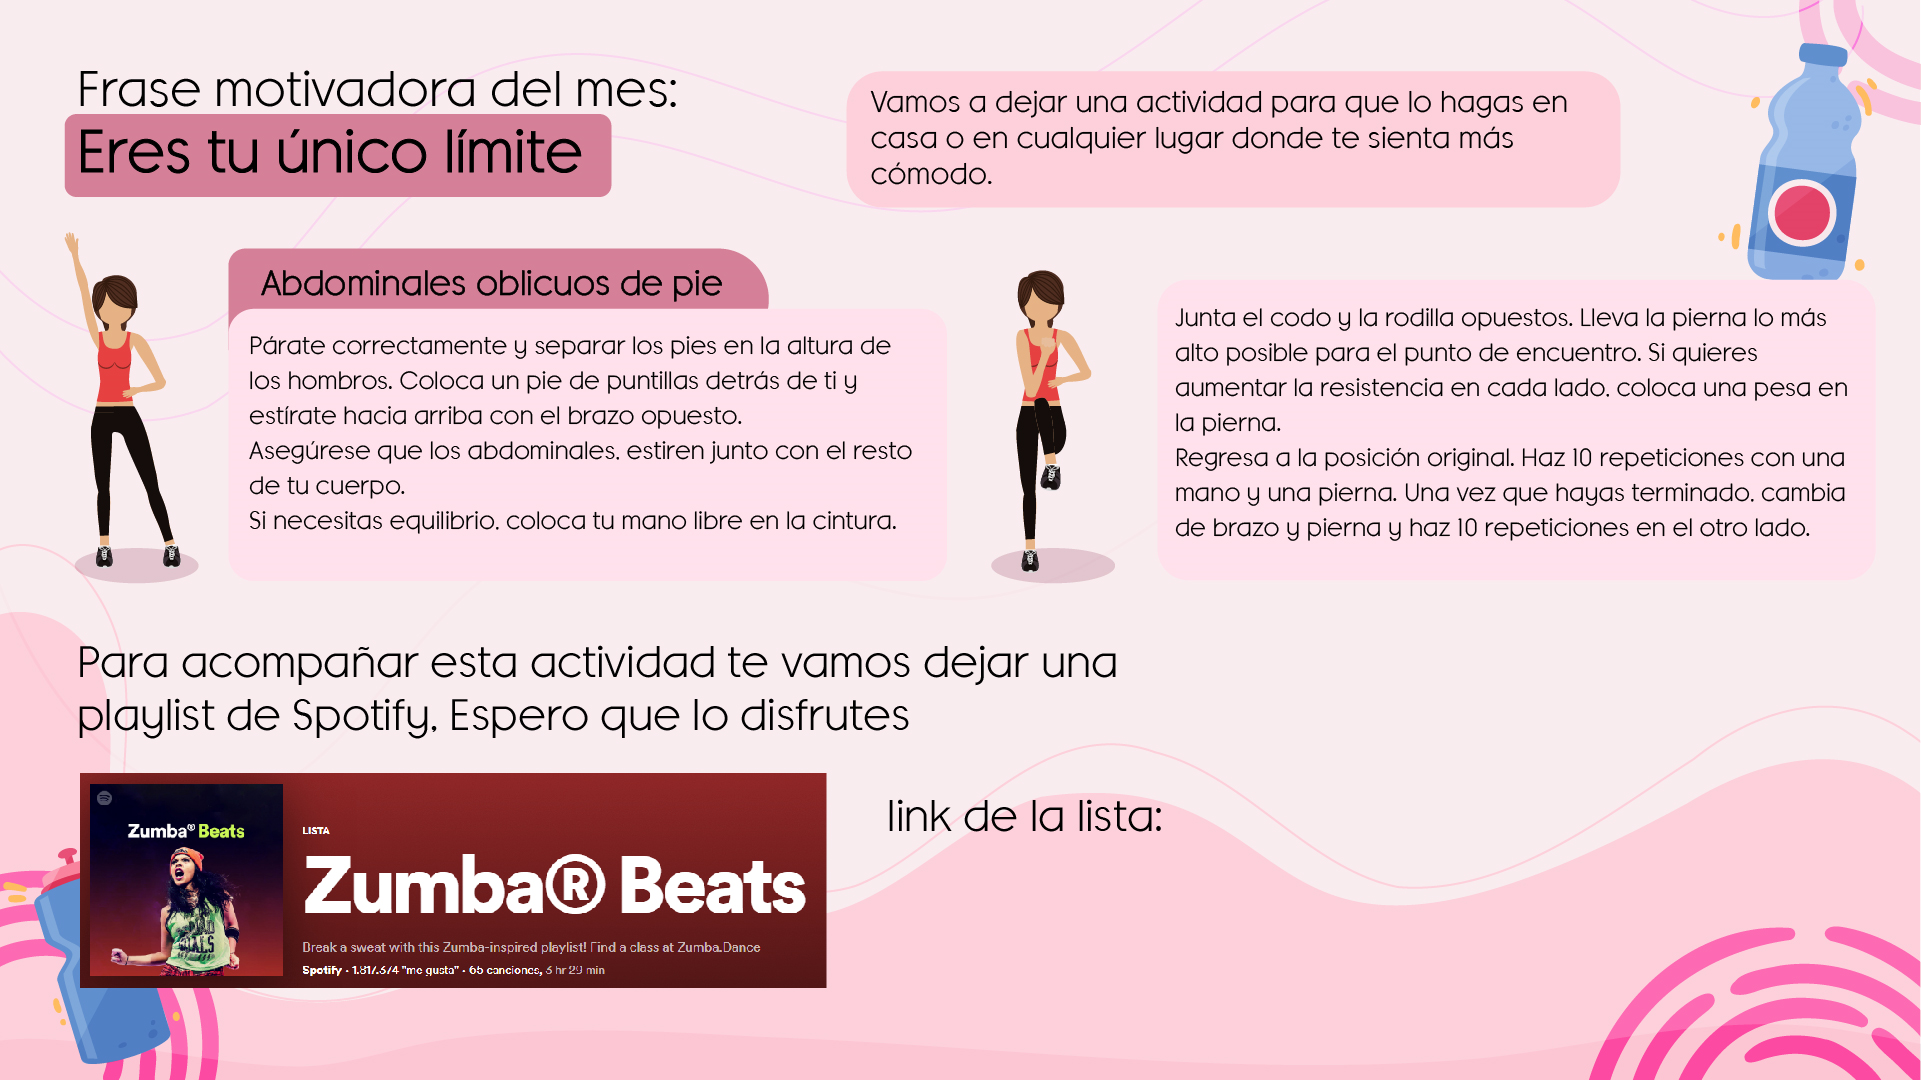 Frase motivadora del mes:
Eres tu único límite
Vamos a dejar una actividad para que lo hagas en
casa o en cualquier lugar donde te sienta más
cómodo.
Abdominales oblicuos de pie
Párate correctamente y separar los pies en la altura de
los hombros. Coloca un pie de puntillas detrás de ti y
estírate hacia arriba con el brazo opuesto.
Asegúrese que los abdominales, estiren junto con el resto
de tu cuerpo.
Si necesitas equilibrio, coloca tu mano libre en la cintura.
Junta el codo y la rodilla opuestos. Lleva la pierna lo más
alto posible para el punto de encuentro. Si quieres
aumentar la resistencia en cada lado, coloca una pesa en
la pierna.
Regresa a la posición original. Haz 10 repeticiones con una
mano y una pierna. Una vez que hayas terminado, cambia
de brazo y pierna y haz 10 repeticiones en el otro lado.
Para acompañar esta actividad te vamos dejar una
playlist de Spotify, Espero que lo disfrutes
Zumba® Beats
LISTA
Zumba® Beats
Break a sweat with this Zumba-inspired playlist! Find a class at Zumba.Dance
Spotify · 1.817.374 "me gusta" · 65 canciones, 3 hr 29 min
link de la lista: